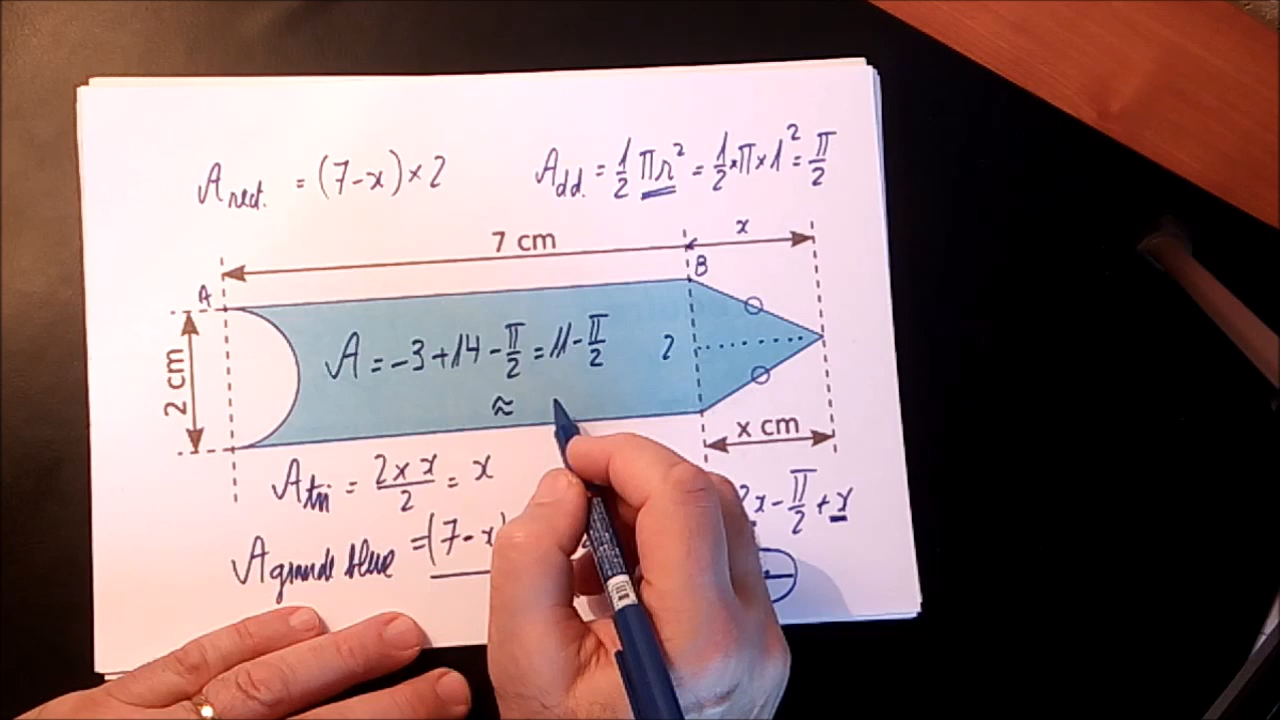 A rect. = (7-x) × 2
A dd. = 1/2 πr² = 1/2 × π × 1² = π/2
x
7 cm
A
B
2 cm
A = -3 + 14 - π/2 = 11 - π/2
2
≈
x cm
A tri = 2 × x / 2 = x
2x - π/2 + x
A grande bleue = (7-x)